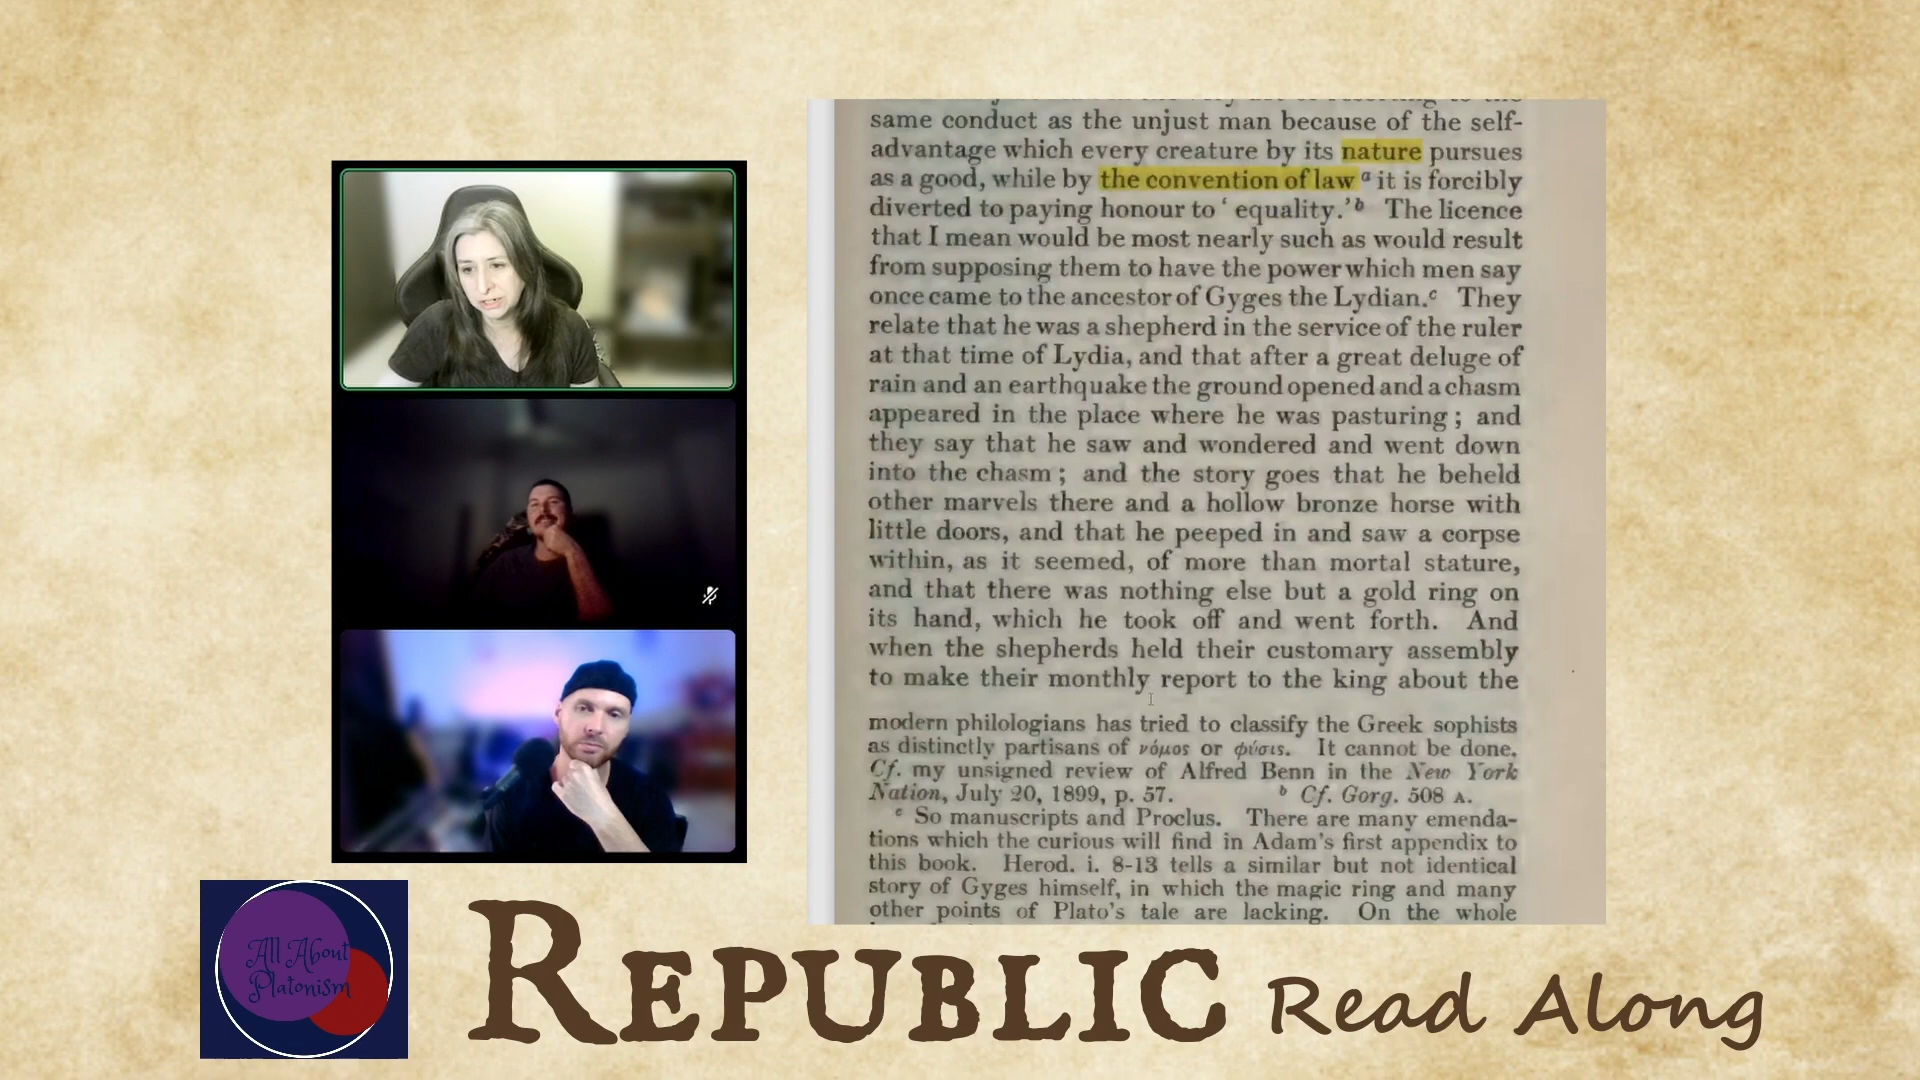 same conduct as the unjust man because of the self-
advantage which every creature by its nature pursues
as a good, while by the convention of law a it is forcibly
diverted to paying honour to ‘ equality.’ b The licence
that I mean would be most nearly such as would result
from supposing them to have the power which men say
once came to the ancestor of Gyges the Lydian. c They
relate that he was a shepherd in the service of the ruler
at that time of Lydia, and that after a great deluge of
rain and an earthquake the ground opened and a chasm
appeared in the place where he was pasturing ; and
they say that he saw and wondered and went down
into the chasm ; and the story goes that he beheld
other marvels there and a hollow bronze horse with
little doors, and that he peeped in and saw a corpse
within, as it seemed, of more than mortal stature,
and that there was nothing else but a gold ring on
its hand, which he took off and went forth. And
when the shepherds held their customary assembly
to make their monthly report to the king about the
modern philologians has tried to classify the Greek sophists
as distinctly partisans of νόμος or φύσις. It cannot be done.
Cf. my unsigned review of Alfred Benn in the New York
Nation, July 20, 1899, p. 57. b Cf. Gorg. 508 A.
c So manuscripts and Proclus. There are many emenda-
tions which the curious will find in Adam's first appendix to
this book. Herod. i. 8-13 tells a similar but not identical
story of Gyges himself, in which the magic ring and many
other points of Plato's tale are lacking. On the whole
All About
Platonism
REPUBLIC Read Along